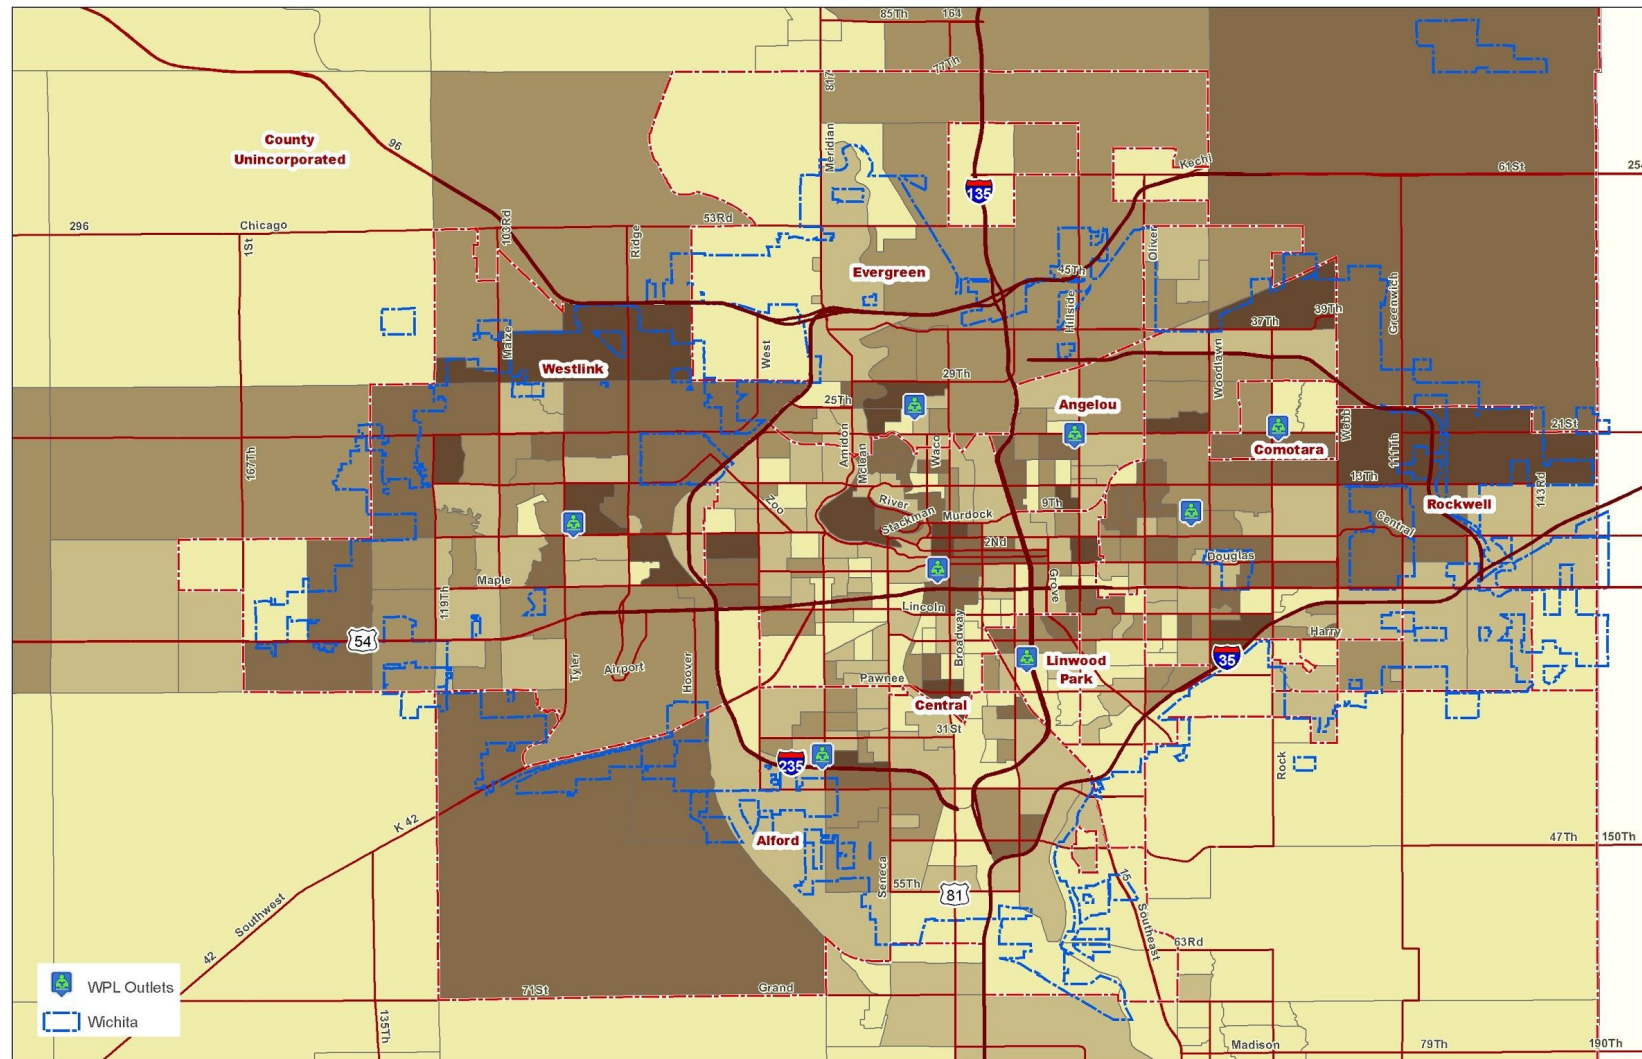 85Th
164
77Th
817
County
Unincorporated
96
Meridian
135
Kechi
61St
254
296
Chicago
1St
103Rd
Ridge
53Rd
Evergreen
45Th
Oliver
Hillside
Greenwich
39Th
37Th
Maize
Westlink
West
29Th
Woodlawn
25Th
Angelou
Webb
21St
Amidon
Mclean
Waco
Comotara
111Th
167Th
13Th
143Rd
Zoo
River
Stackman
Murdock
9Th
Rockwell
Central
2Nd
Douglas
Maple
119Th
Grove
Lincoln
54
Broadway
Harry
Airport
Tyler
Hoover
Pawnee
Linwood
Park
35
Central
31St
235
Rock
K 42
Alford
47Th
150Th
Seneca
55Th
81
15
Southeast
Southwest
42
63Rd
WPL Outlets
Wichita
71St
Grand
135Th
Madison
79Th
190Th